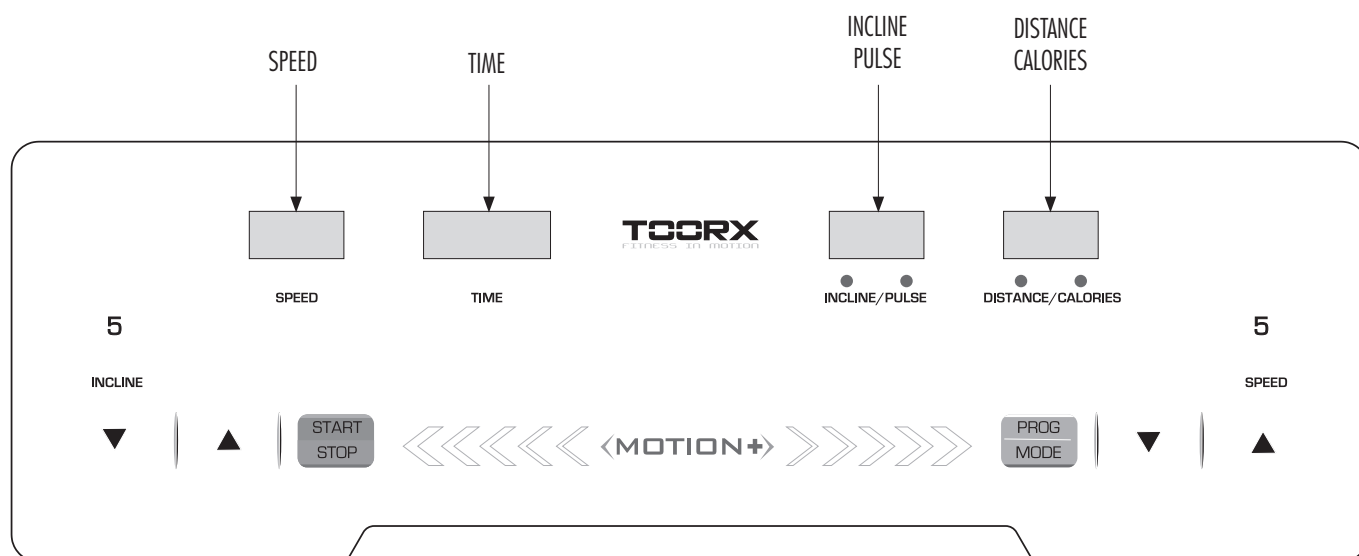 SPEED
TIME
INCLINE
PULSE
DISTANCE
CALORIES
TOORX
FITNESS IN MOTION
SPEED
TIME
INCLINE/PULSE
DISTANCE/CALORIES
5
5
INCLINE
SPEED
START
STOP
MOTION+
PROG
MODE